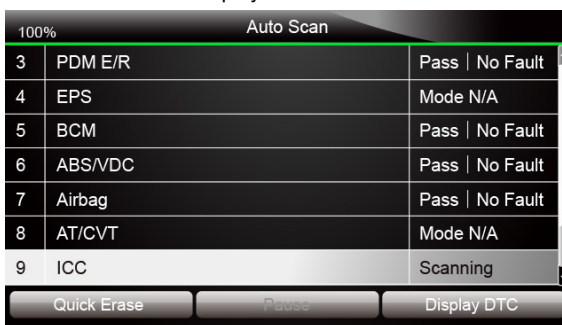 100% Auto Scan
3 PDM E/R Pass | No Fault
4 EPS Mode N/A
5 BCM Pass | No Fault
6 ABS/VDC Pass | No Fault
7 Airbag Pass | No Fault
8 AT/CVT Mode N/A
9 ICC Scanning
Quick Erase Pause Display DTC